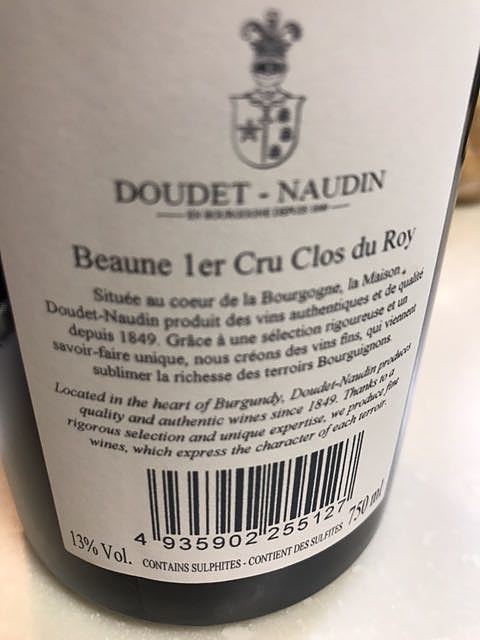 DOUDET - NAUDIN
EN BOURGOGNE DEPUIS 1849
Beaune 1er Cru Clos du Roy
Située au coeur de la Bourgogne, la Maison
Doudet-Naudin produit des vins authentiques et de qualité
depuis 1849. Grâce à une sélection rigoureuse et un
savoir-faire unique, nous créons des vins fins, qui viennent
sublimer la richesse des terroirs Bourguignons.
Located in the heart of Burgundy, Doudet-Naudin produces
quality and authentic wines since 1849. Thanks to a
rigorous selection and unique expertise, we produce fine
wines, which express the character of each terroir.
4 935902 255127
13% Vol. CONTAINS SULPHITES - CONTIENT DES SULFITES 750 ml